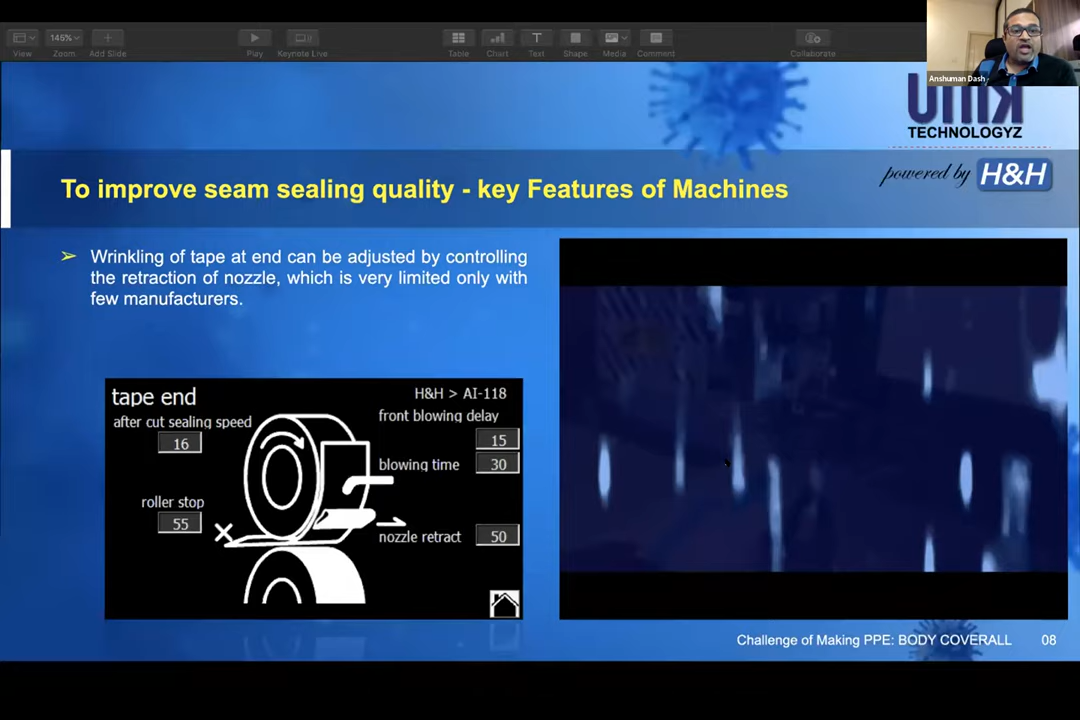 145%
View
Zoom
Add Slide
Play
Keynote Live
Table
Chart
Text
Shape
Media
Comment
Collaborate
Anshuman Dash
TECHNOLOGYZ
powered by H&H
To improve seam sealing quality - key Features of Machines
➢ Wrinkling of tape at end can be adjusted by controlling
the retraction of nozzle, which is very limited only with
few manufacturers.
tape end
H&H > AI-118
after cut sealing speed
16
front blowing delay
15
blowing time
30
roller stop
55
nozzle retract
50
Challenge of Making PPE: BODY COVERALL
08